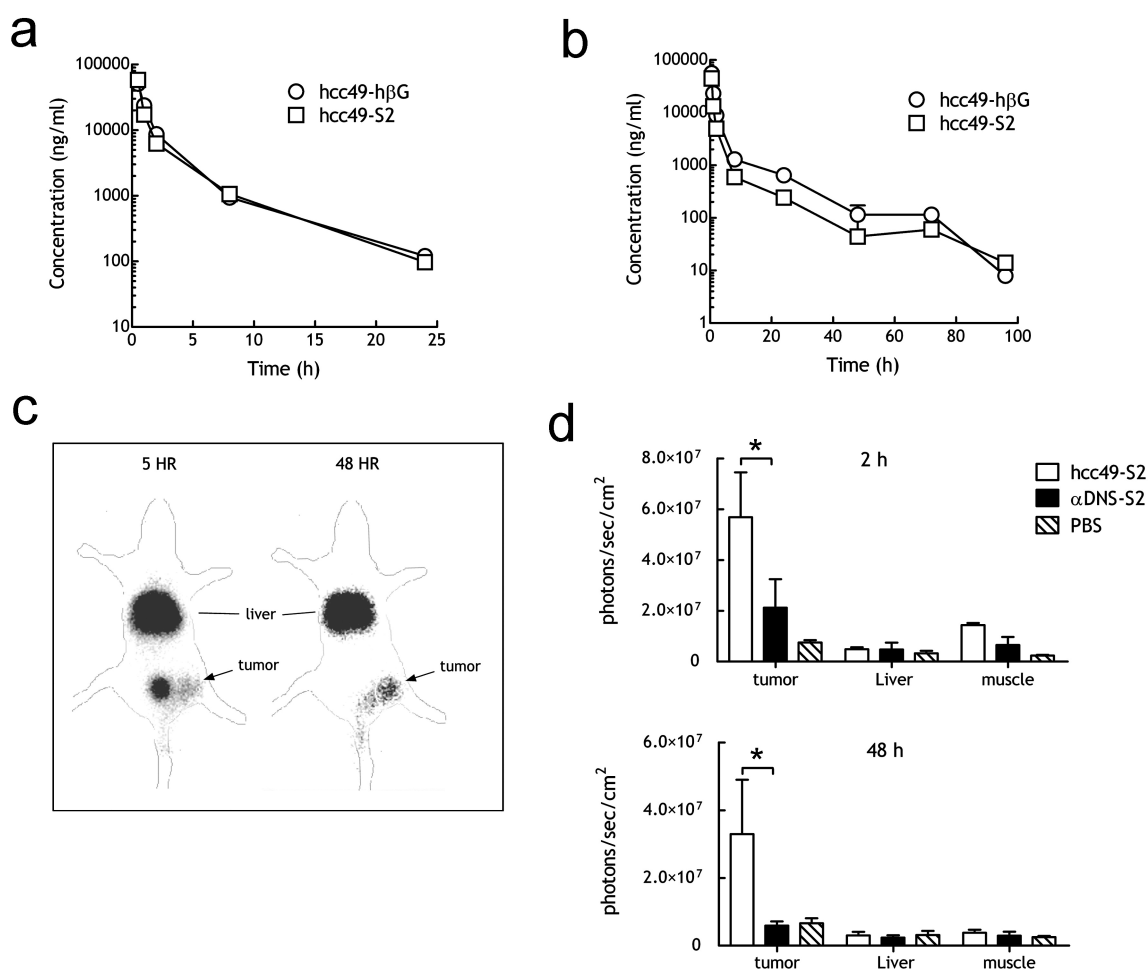 a
Concentration (ng/ml)
100000
10000
1000
100
10
0 5 10 15 20 25
Time (h)
hcc49-hβG
hcc49-S2
b
Concentration (ng/ml)
100000
10000
1000
100
10
1
0 20 40 60 80 100
Time (h)
hcc49-hβG
hcc49-S2
c
5 HR 48 HR
liver
tumor tumor
d
photons/sec/cm²
8.0×10⁷
6.0×10⁷
4.0×10⁷
2.0×10⁷
0
*
2 h
hcc49-S2
αDNS-S2
PBS
tumor Liver muscle
photons/sec/cm²
6.0×10⁷
4.0×10⁷
2.0×10⁷
0
*
48 h
tumor Liver muscle